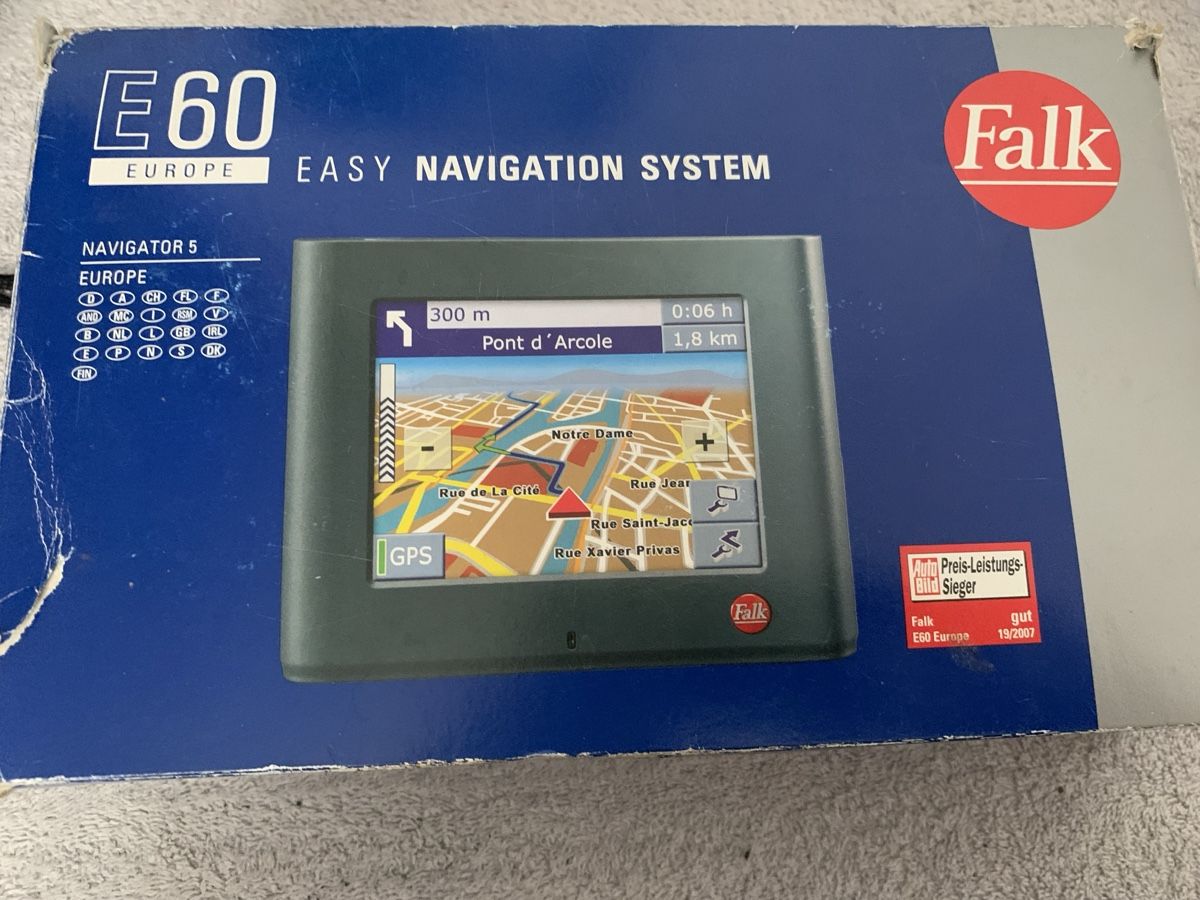 E60
EUROPE
EASY NAVIGATION SYSTEM
Falk
NAVIGATOR 5
EUROPE
D A CH FL F
AND MC I RSM V
B NL L GB IRL
E P N S DK
FIN
300 m
0:06 h
Pont d´Arcole
1,8 km
-
Notre Dame
+
Rue de La Cité
Rue Jear
Rue Saint-Jacc
Rue Xavier Privas
GPS
Falk
Auto Bild
Preis-Leistungs-
Sieger
Falk
gut
E60 Europe
19/2007